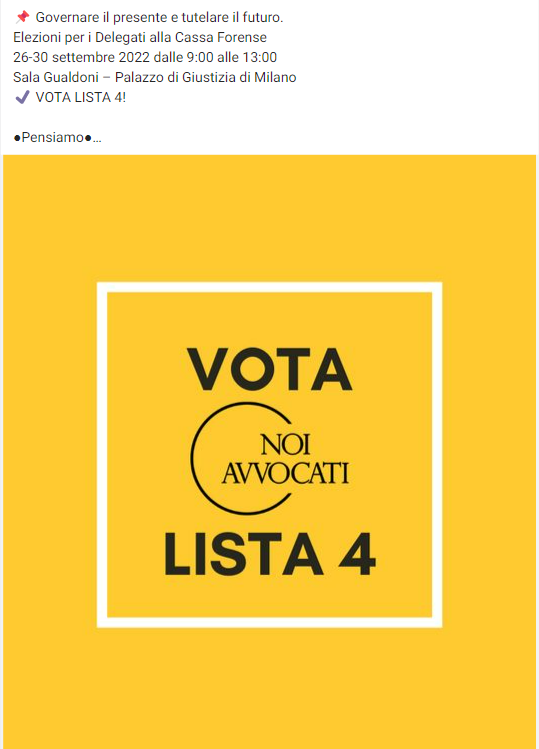 📌 Governare il presente e tutelare il futuro.
Elezioni per i Delegati alla Cassa Forense
26-30 settembre 2022 dalle 9:00 alle 13:00
Sala Gualdoni – Palazzo di Giustizia di Milano
✔️ VOTA LISTA 4!
●Pensiamo●...
VOTA
NOI
AVVOCATI
LISTA 4